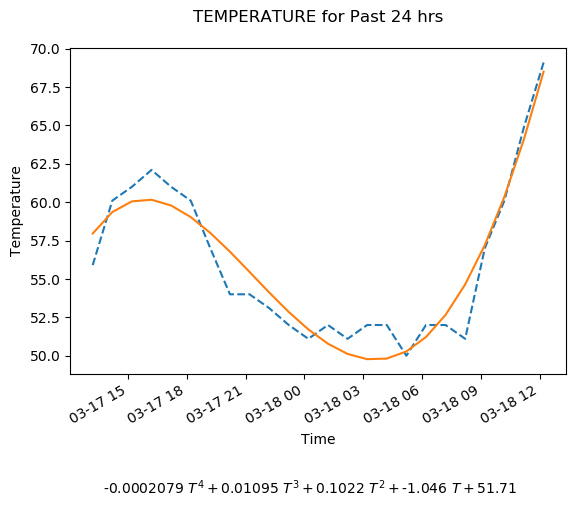 TEMPERATURE for Past 24 hrs
70.0
67.5
65.0
62.5
60.0
57.5
55.0
52.5
50.0
Temperature
03-17 15 03-17 18 03-17 21 03-18 00 03-18 03 03-18 06 03-18 09 03-18 12
Time
-0.0002079 T⁴ + 0.01095 T³ + 0.1022 T² + -1.046 T + 51.71